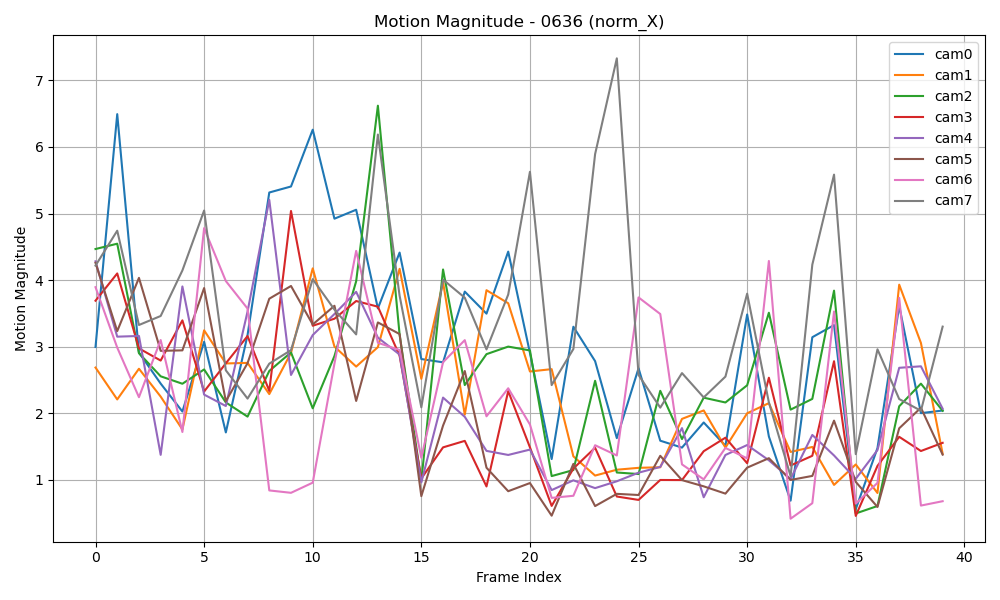 Motion Magnitude - 0636 (norm_X)
Motion Magnitude
7
6
5
4
3
2
1
0 5 10 15 20 25 30 35 40
Frame Index
cam0
cam1
cam2
cam3
cam4
cam5
cam6
cam7